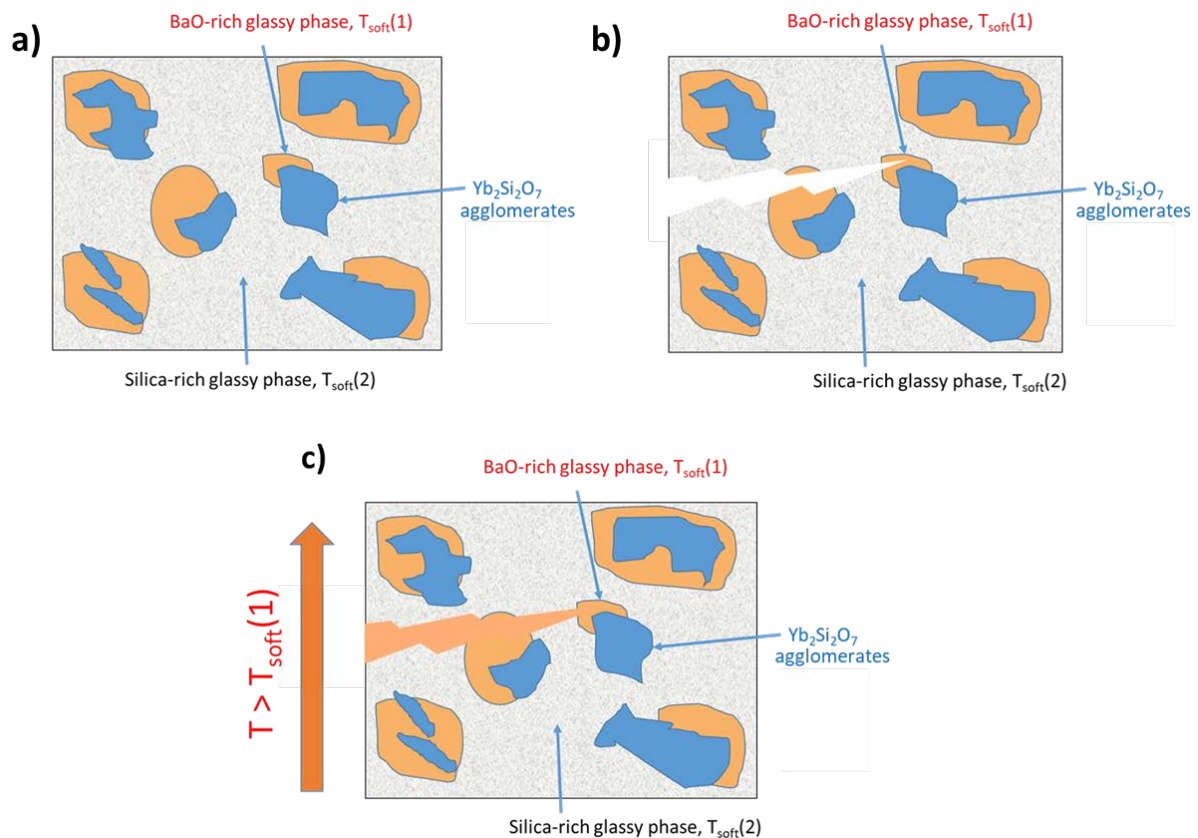 a)
BaO-rich glassy phase, Tsoft(1)
Yb2Si2O7
agglomerates
Silica-rich glassy phase, Tsoft(2)
b)
BaO-rich glassy phase, Tsoft(1)
Yb2Si2O7
agglomerates
Silica-rich glassy phase, Tsoft(2)
c)
BaO-rich glassy phase, Tsoft(1)
T > Tsoft(1)
Yb2Si2O7
agglomerates
Silica-rich glassy phase, Tsoft(2)